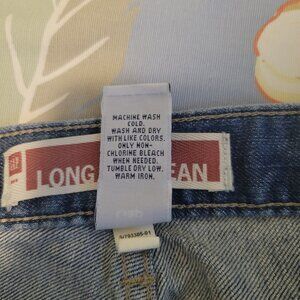 MACHINE WASH
COLD.
WASH AND DRY
WITH LIKE COLORS.
ONLY NON-
CHLORINE BLEACH
WHEN NEEDED.
TUMBLE DRY LOW.
WARM IRON.
LONG EAN